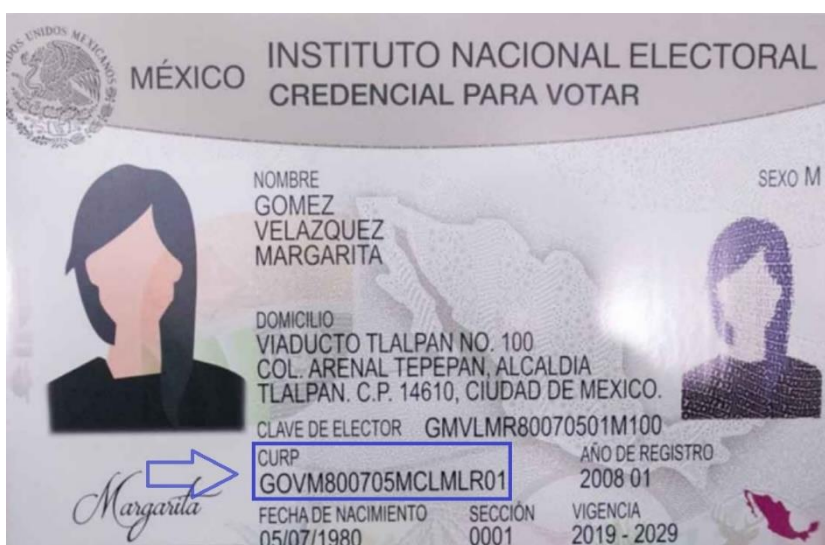 ESTADOS UNIDOS MEXICANOS
MÉXICO
INSTITUTO NACIONAL ELECTORAL
CREDENCIAL PARA VOTAR
NOMBRE
GOMEZ
VELAZQUEZ
MARGARITA
SEXO M
DOMICILIO
VIADUCTO TLALPAN NO. 100
COL. ARENAL TEPEPAN, ALCALDIA
TLALPAN. C.P. 14610, CIUDAD DE MEXICO.
CLAVE DE ELECTOR GMVLMR80070501M100
CURP
GOVM800705MCLMLR01
AÑO DE REGISTRO
2008 01
Margarita
FECHA DE NACIMIENTO
05/07/1980
SECCIÓN
0001
VIGENCIA
2019 - 2029